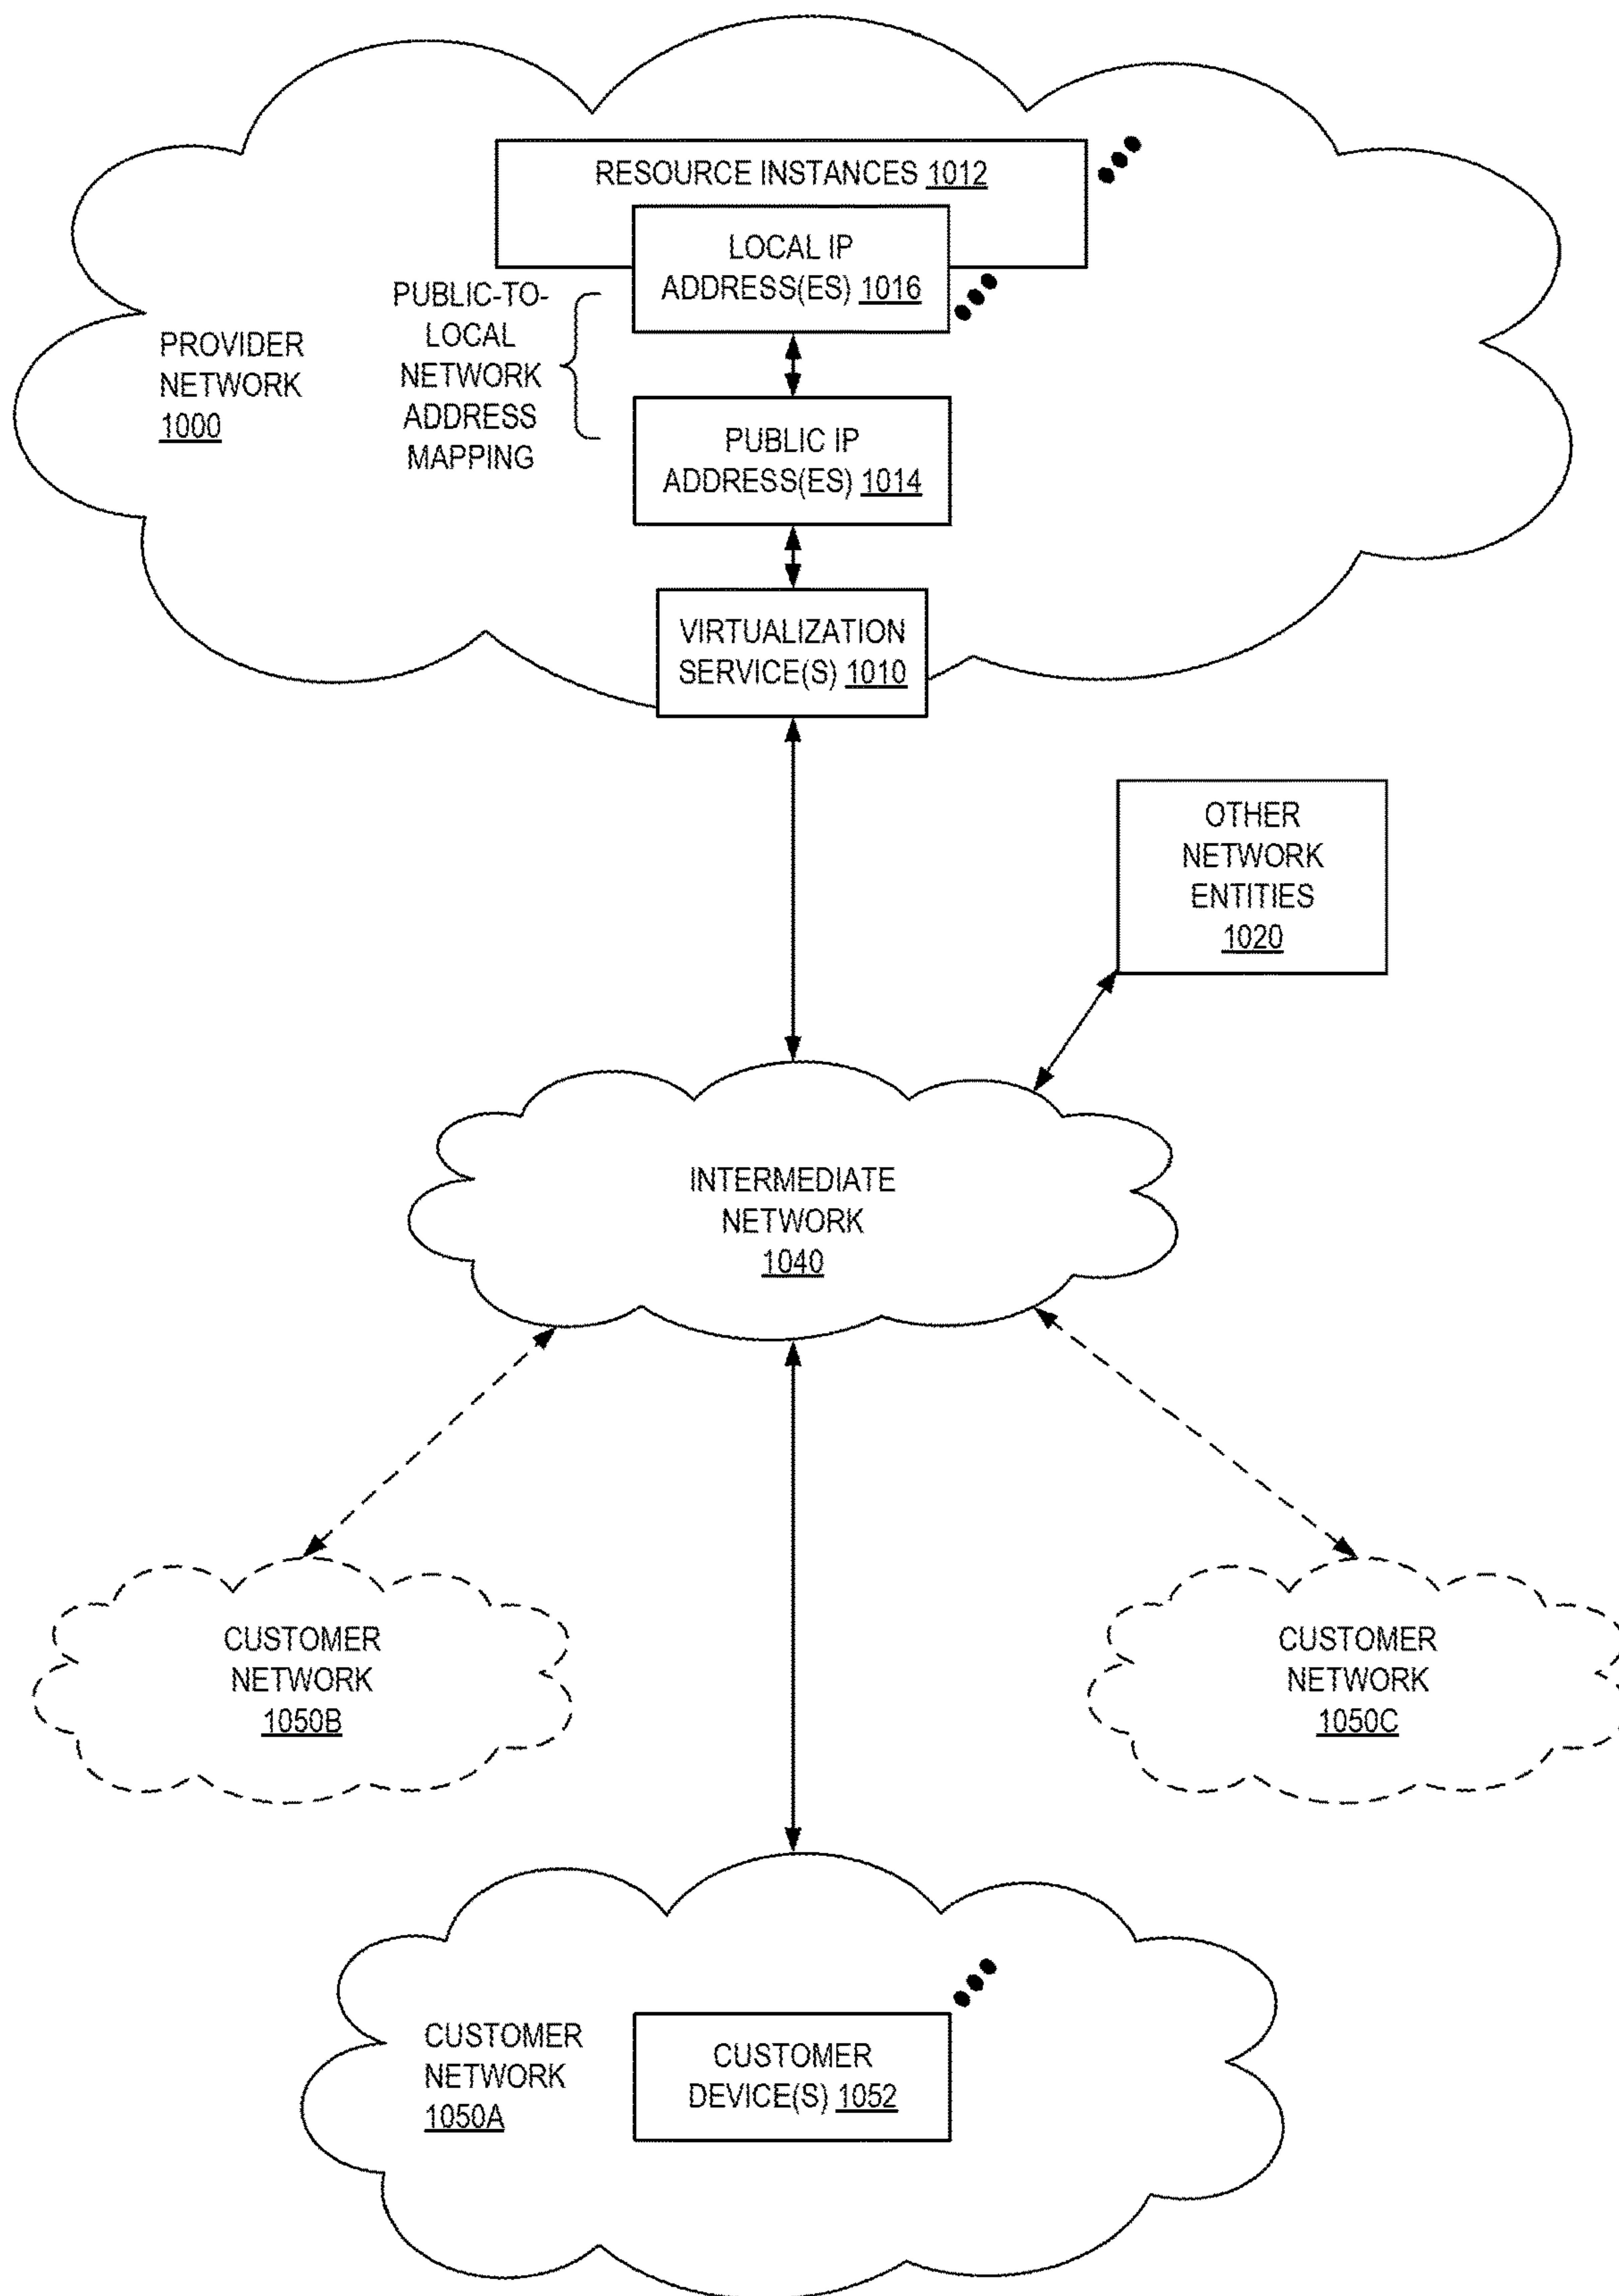 RESOURCE INSTANCES 1012
LOCAL IP
ADDRESS(ES) 1016
PUBLIC-TO-
LOCAL
NETWORK
ADDRESS
MAPPING
PROVIDER
NETWORK
1000
PUBLIC IP
ADDRESS(ES) 1014
VIRTUALIZATION
SERVICE(S) 1010
OTHER
NETWORK
ENTITIES
1020
INTERMEDIATE
NETWORK
1040
CUSTOMER
NETWORK
1050B
CUSTOMER
NETWORK
1050C
CUSTOMER
NETWORK
1050A
CUSTOMER
DEVICE(S) 1052